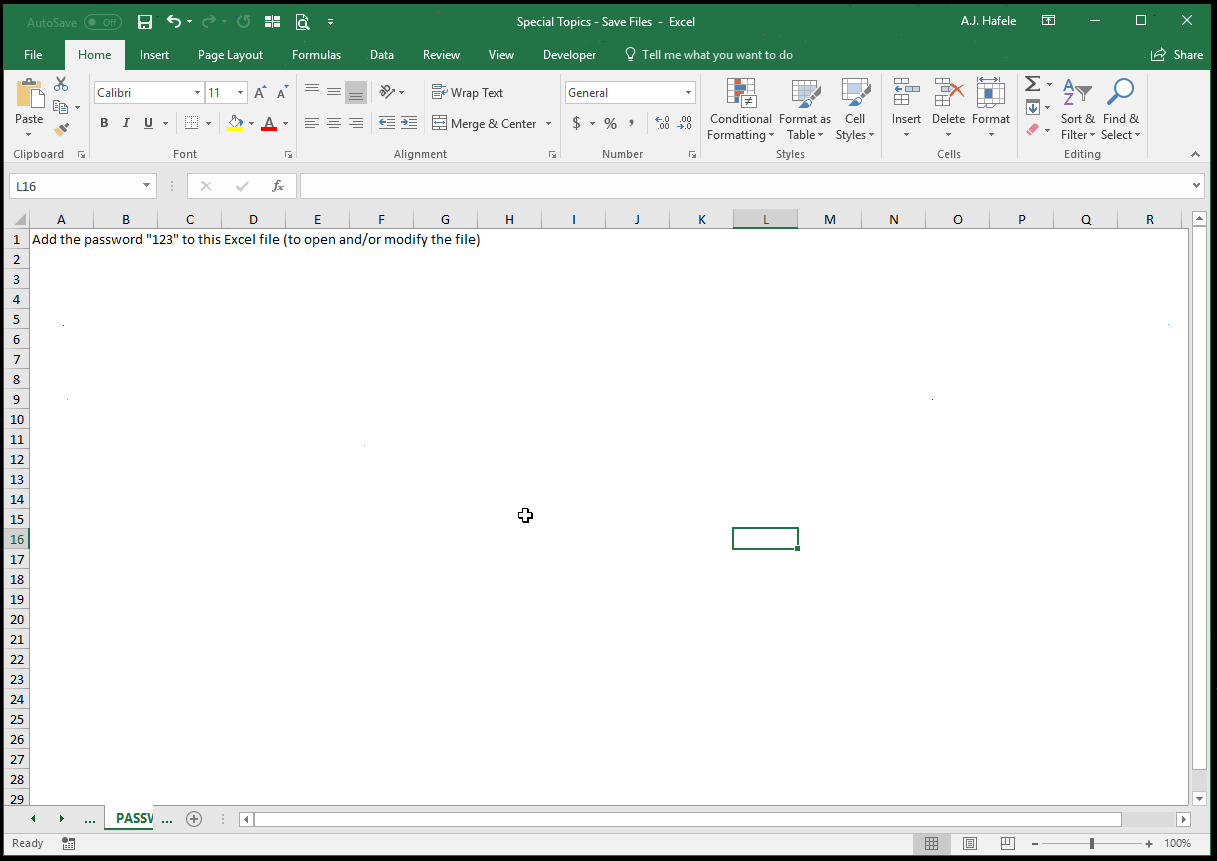 AutoSave Off
Special Topics - Save Files - Excel
A.J. Hafele
File Home Insert Page Layout Formulas Data Review View Developer Tell me what you want to do Share
Paste
Clipboard
Calibri 11
B I U A
Font
Wrap Text
Merge & Center
Alignment
General
$ % ,
Number
Conditional Formatting
Format as Table
Cell Styles
Styles
Insert
Delete
Format
Cells
Sort & Filter
Find & Select
Editing
L16
fx
A B C D E F G H I J K L M N O P Q R
1 Add the password "123" to this Excel file (to open and/or modify the file)
2
3
4
5
6
7
8
9
10
11
12
13
14
15
16
17
18
19
20
21
22
23
24
25
26
27
28
29
... PASSW ...
Ready
100%